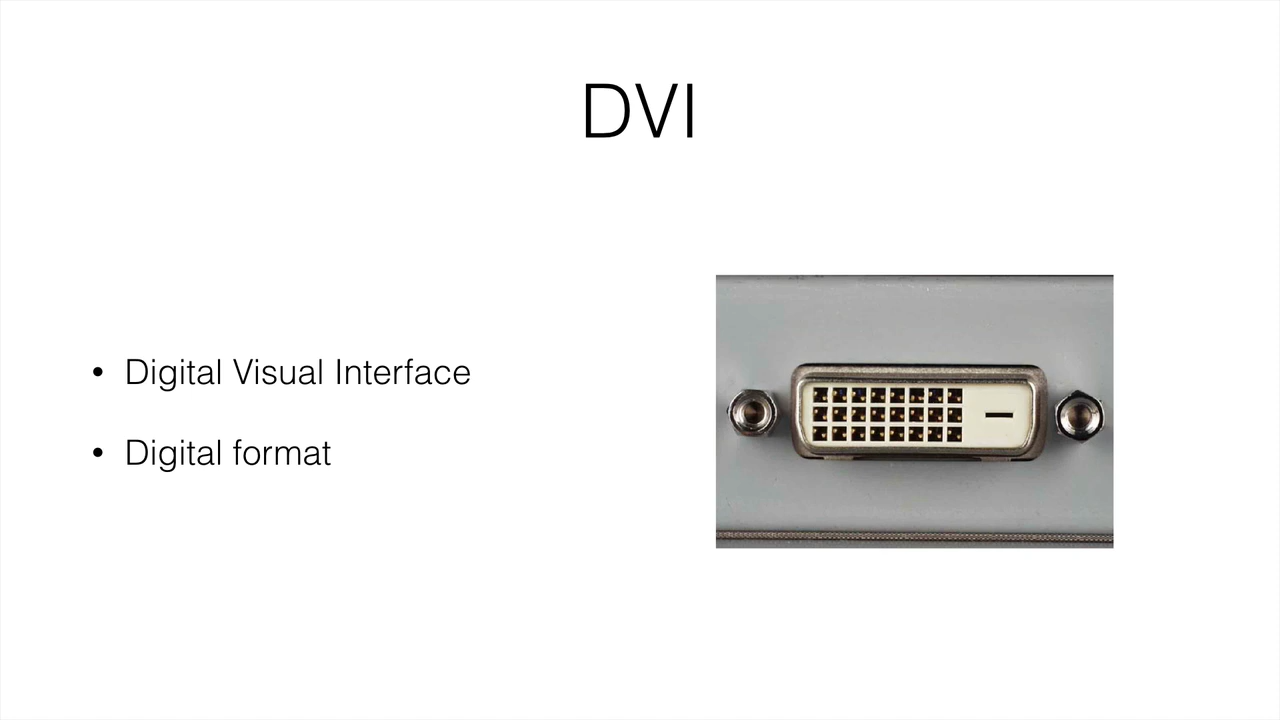 DVI
• Digital Visual Interface
• Digital format